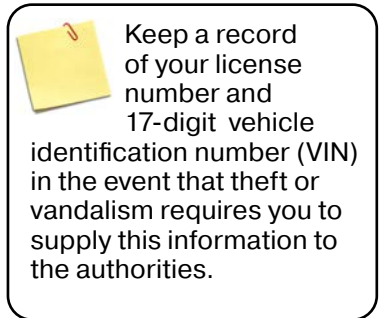 Keep a record
of your license
number and
17-digit vehicle
identification number (VIN)
in the event that theft or
vandalism requires you to
supply this information to
the authorities.